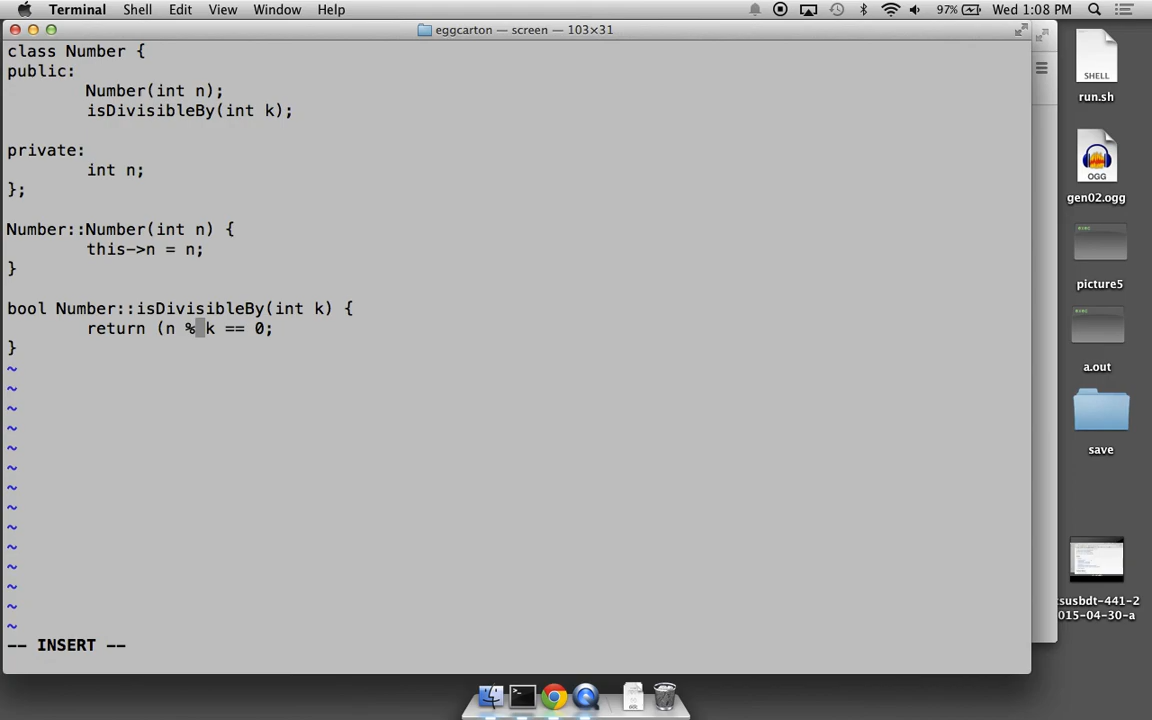 Terminal Shell Edit View Window Help 97% Wed 1:08 PM
eggcarton — screen — 103×31
class Number {
public:
Number(int n);
isDivisibleBy(int k);
private:
int n;
};
Number::Number(int n) {
this->n = n;
}
bool Number::isDivisibleBy(int k) {
return (n % k == 0;
}
~
~
~
~
~
~
~
~
~
~
~
~
~
~
-- INSERT --
SHELL
run.sh
OGG
gen02.ogg
picture5
a.out
save
susbdt-441-2
015-04-30-a